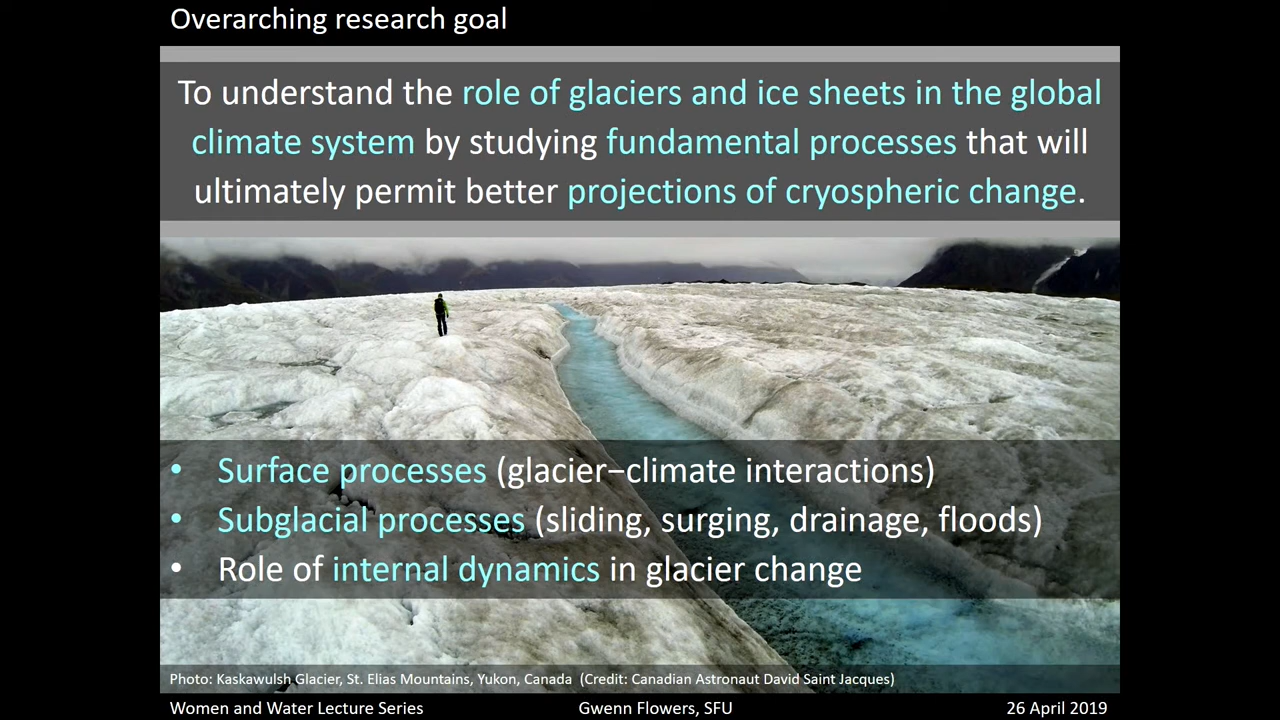 Overarching research goal
To understand the role of glaciers and ice sheets in the global
climate system by studying fundamental processes that will
ultimately permit better projections of cryospheric change.
• Surface processes (glacier–climate interactions)
• Subglacial processes (sliding, surging, drainage, floods)
• Role of internal dynamics in glacier change
Photo: Kaskawulsh Glacier, St. Elias Mountains, Yukon, Canada (Credit: Canadian Astronaut David Saint Jacques)
Women and Water Lecture Series Gwenn Flowers, SFU 26 April 2019